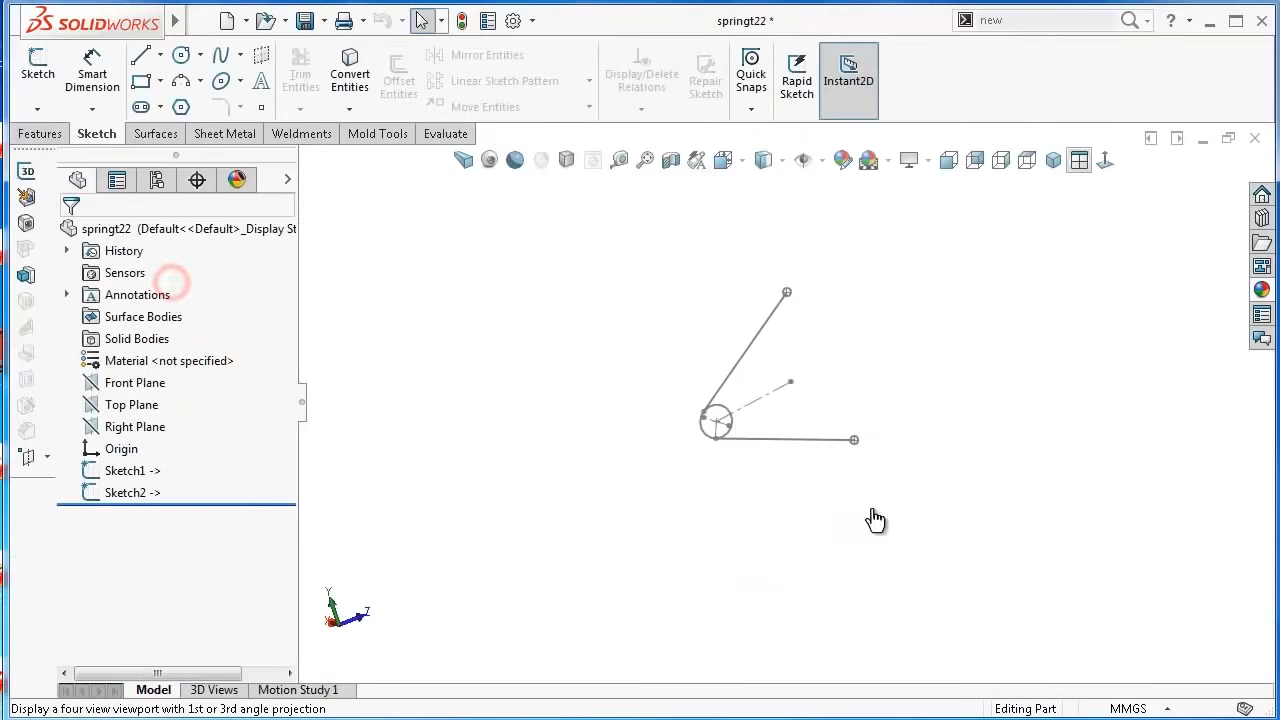 SOLIDWORKS
springt22 *
new
?
Sketch
Smart Dimension
Trim Entities
Convert Entities
Offset Entities
Mirror Entities
Linear Sketch Pattern
Move Entities
Display/Delete Relations
Repair Sketch
Quick Snaps
Rapid Sketch
Instant2D
Features
Sketch
Surfaces
Sheet Metal
Weldments
Mold Tools
Evaluate
3D
springt22 (Default<<Default>_Display St
History
Sensors
Annotations
Surface Bodies
Solid Bodies
Material <not specified>
Front Plane
Top Plane
Right Plane
Origin
Sketch1 ->
Sketch2 ->
Y
Z
X
Model
3D Views
Motion Study 1
Display a four view viewport with 1st or 3rd angle projection
Editing Part
MMGS